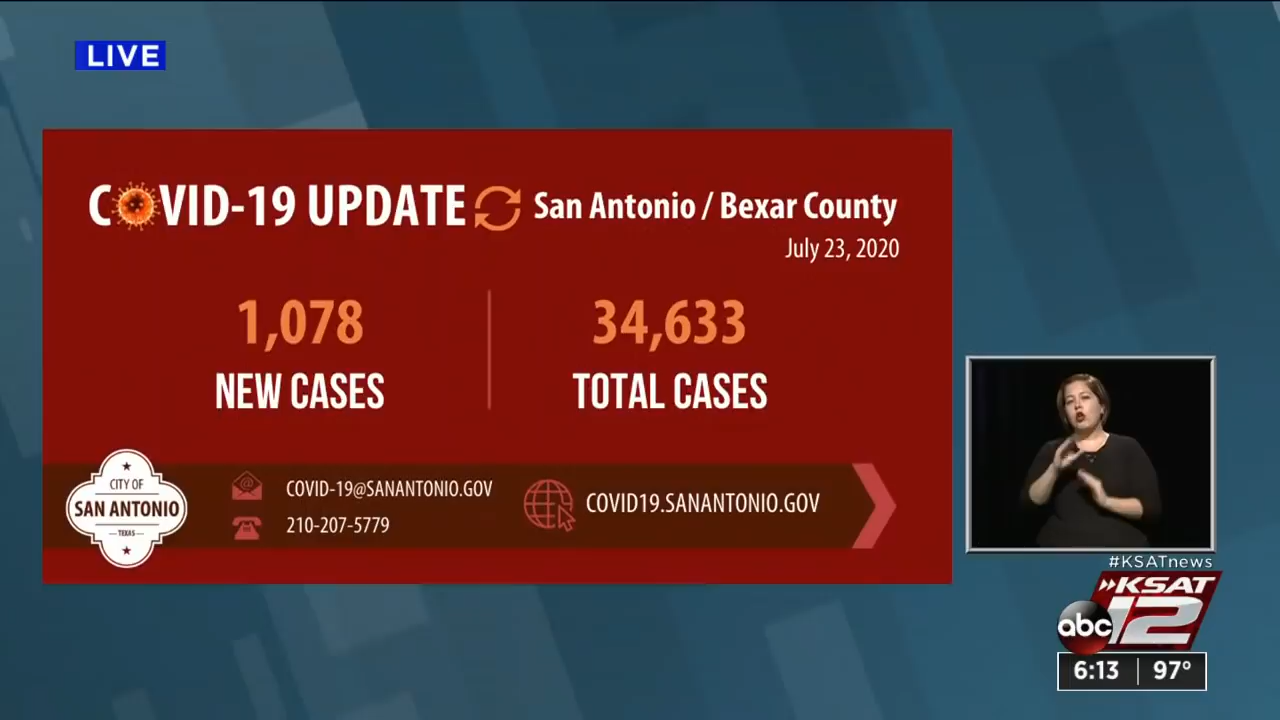 LIVE
COVID-19 UPDATE
San Antonio / Bexar County
July 23, 2020
1,078
NEW CASES
34,633
TOTAL CASES
CITY OF
SAN ANTONIO
TEXAS
COVID-19@SANANTONIO.GOV
210-207-5779
COVID19.SANANTONIO.GOV
#KSATnews
KSAT
abc 12
6:13 97°